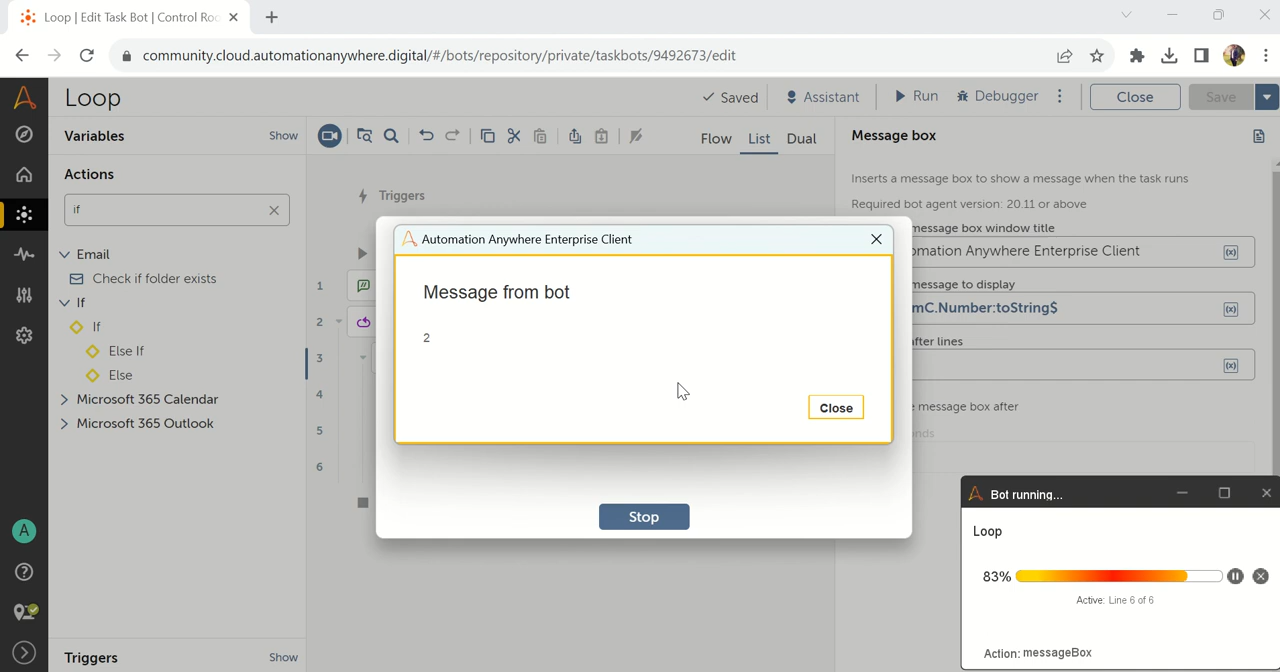 Loop | Edit Task Bot | Control Roo
community.cloud.automationanywhere.digital/#/bots/repository/private/taskbots/9492673/edit
Loop
Saved
Assistant
Run
Debugger
Close
Save
Variables
Show
Flow
List
Dual
Message box
Actions
if
Email
Check if folder exists
If
If
Else If
Else
Microsoft 365 Calendar
Microsoft 365 Outlook
Triggers
Show
Triggers
1
2
3
4
5
6
Automation Anywhere Enterprise Client
Message from bot
2
Close
Stop
Inserts a message box to show a message when the task runs
Required bot agent version: 20.11 or above
message box window title
omation Anywhere Enterprise Client
(x)
message to display
mC.Number:toString$
(x)
after lines
(x)
message box after
onds
A
Bot running...
Loop
83%
Active: Line 6 of 6
Action: messageBox